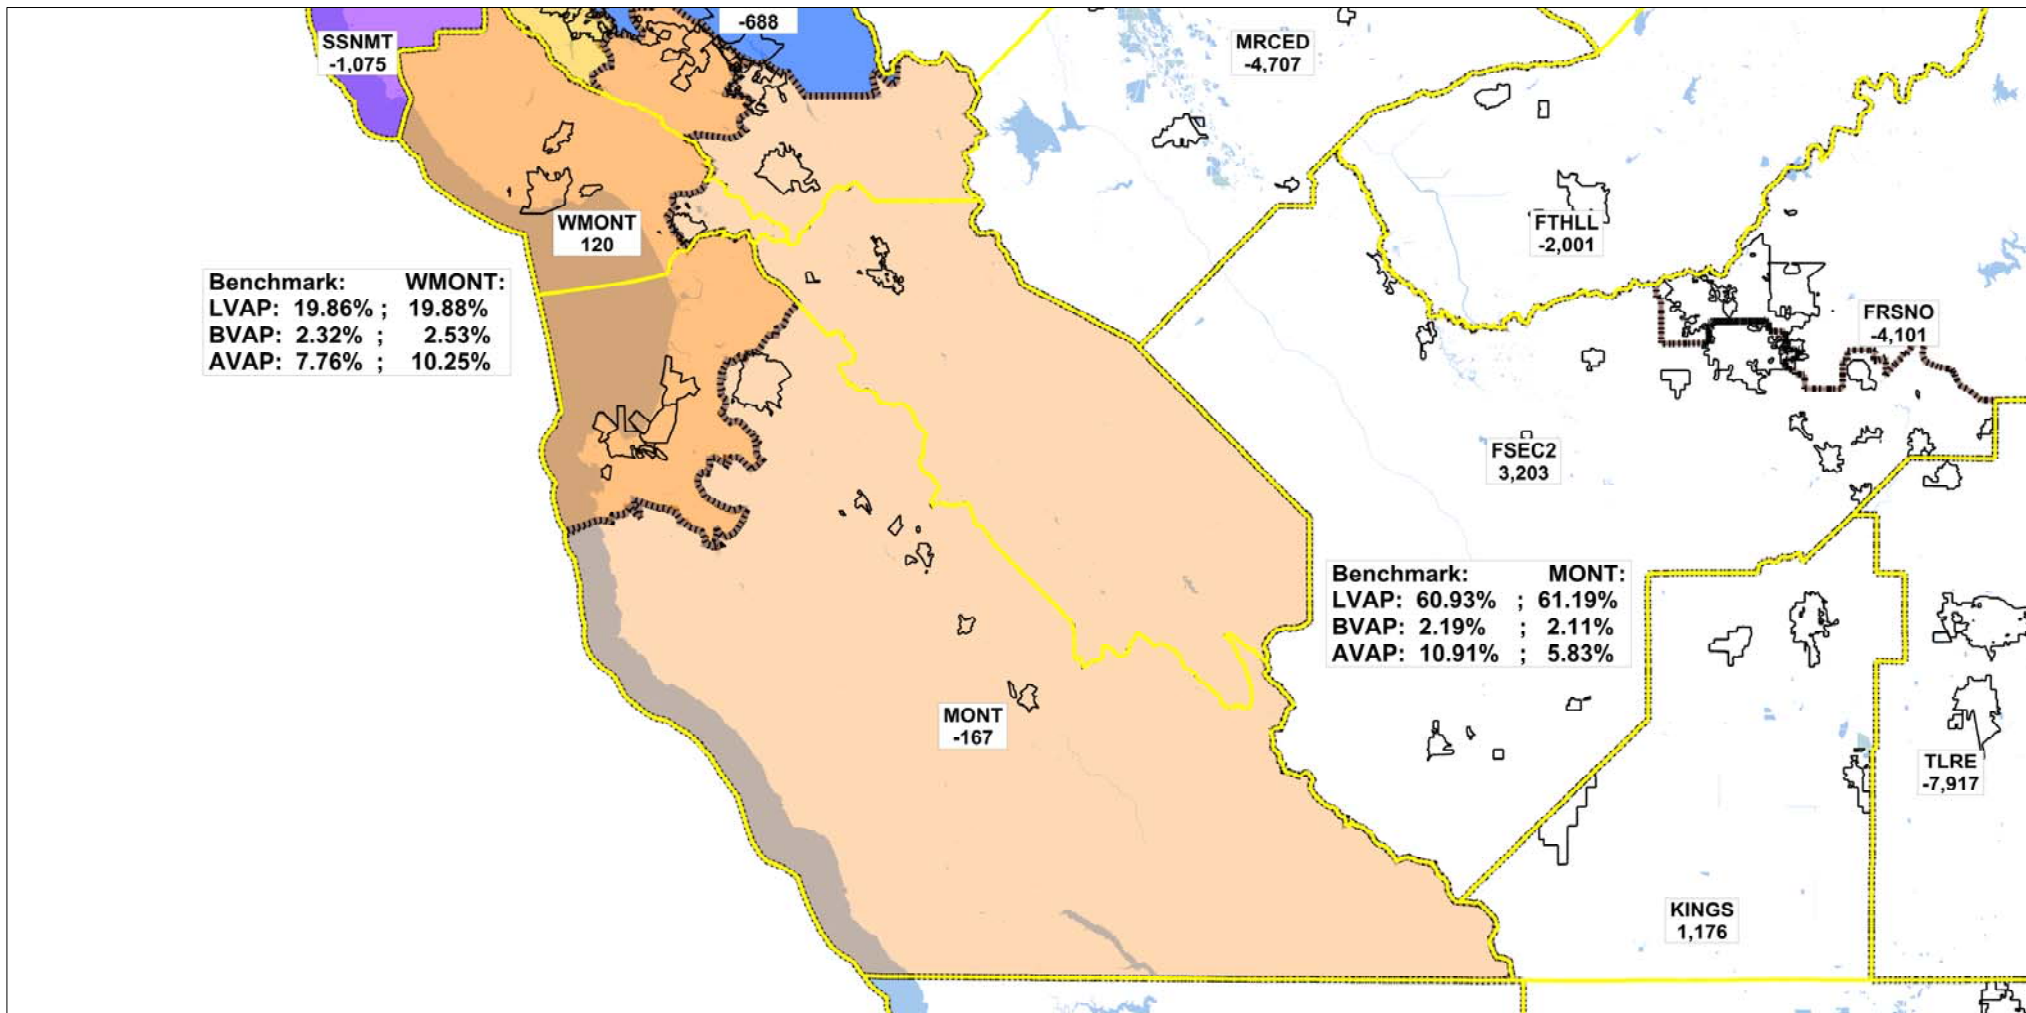 -688
SSNMT
-1,075
MRCED
-4,707
WMONT
120
FTHLL
-2,001
Benchmark: WMONT:
LVAP: 19.86% ; 19.88%
BVAP: 2.32% ; 2.53%
AVAP: 7.76% ; 10.25%
FRSNO
-4,101
FSEC2
3,203
Benchmark: MONT:
LVAP: 60.93% ; 61.19%
BVAP: 2.19% ; 2.11%
AVAP: 10.91% ; 5.83%
MONT
-167
TLRE
-7,917
KINGS
1,176